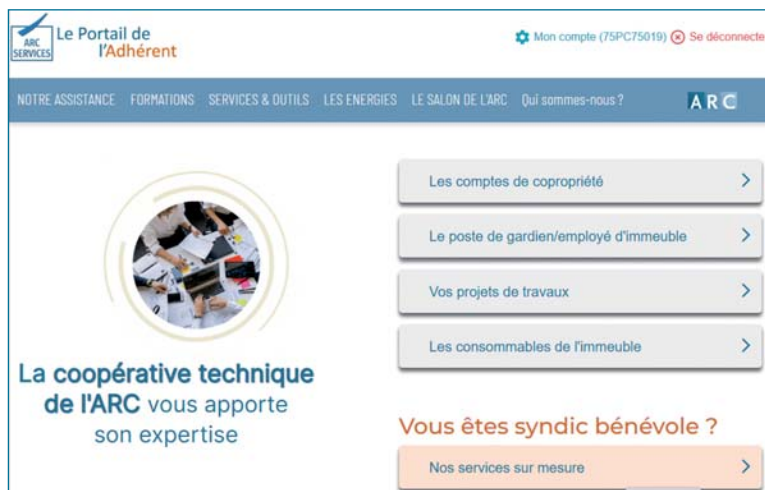 ARC
SERVICES
Le Portail de
l'Adhérent
Mon compte (75PC75019) Se déconnecte
NOTRE ASSISTANCE FORMATIONS SERVICES & OUTILS LES ENERGIES LE SALON DE L'ARC Qui sommes-nous ? ARC
Les comptes de copropriété
Le poste de gardien/employé d'immeuble
Vos projets de travaux
Les consommables de l'immeuble
La coopérative technique
de l'ARC vous apporte
son expertise
Vous êtes syndic bénévole ?
Nos services sur mesure